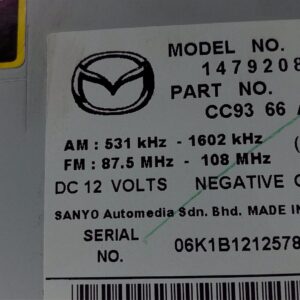 MODEL NO.
1479208
PART NO.
CC93 66
AM : 531 kHz - 1602 kHz (
FM : 87.5 MHz - 108 MHz
DC 12 VOLTS NEGATIVE
SANYO Automedia Sdn. Bhd. MADE IN
SERIAL NO. 06K1B1212578